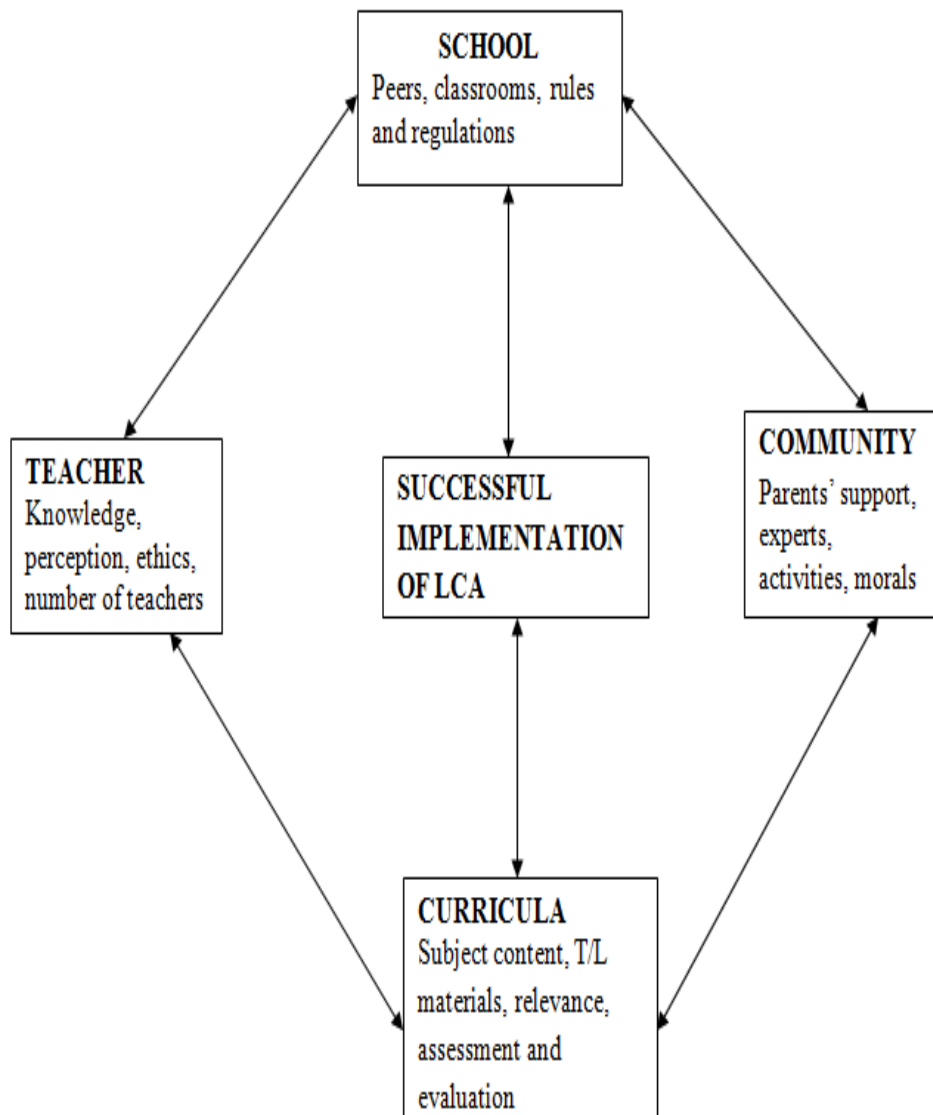 SCHOOL
Peers, classrooms, rules
and regulations
TEACHER
Knowledge,
perception, ethics,
number of teachers
SUCCESSFUL
IMPLEMENTATION
OF LCA
COMMUNITY
Parents’ support,
experts,
activities, morals
CURRICULA
Subject content, T/L
materials, relevance,
assessment and
evaluation